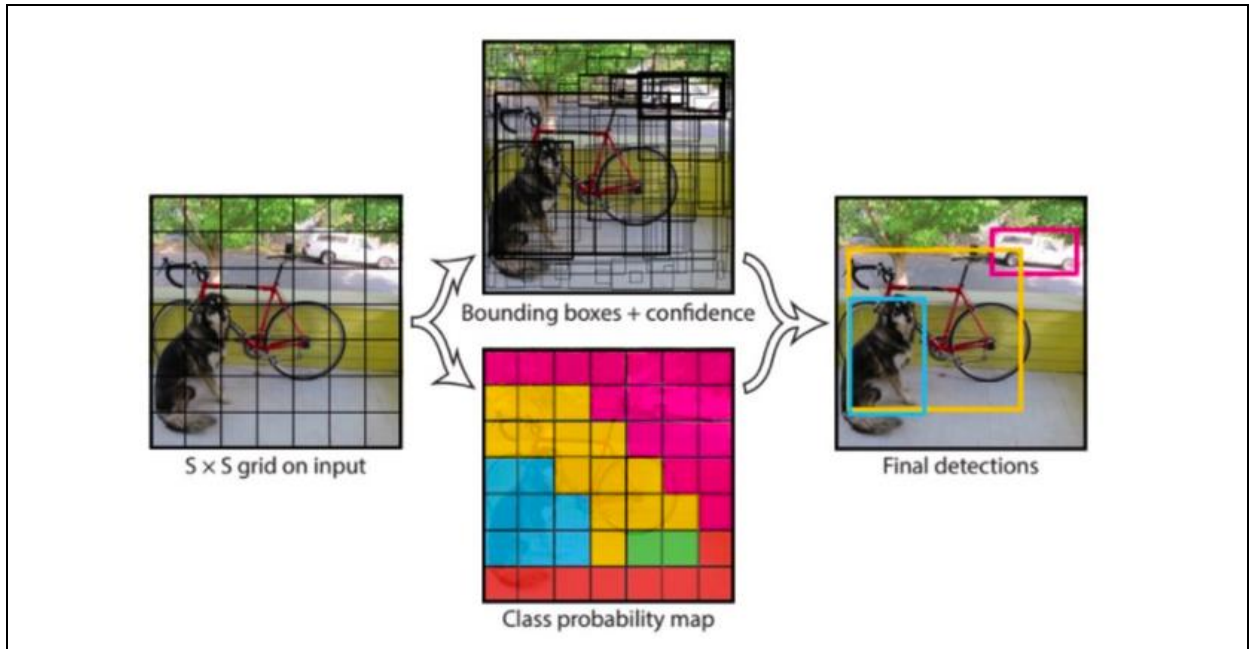 Bounding boxes + confidence
S × S grid on input
Final detections
Class probability map